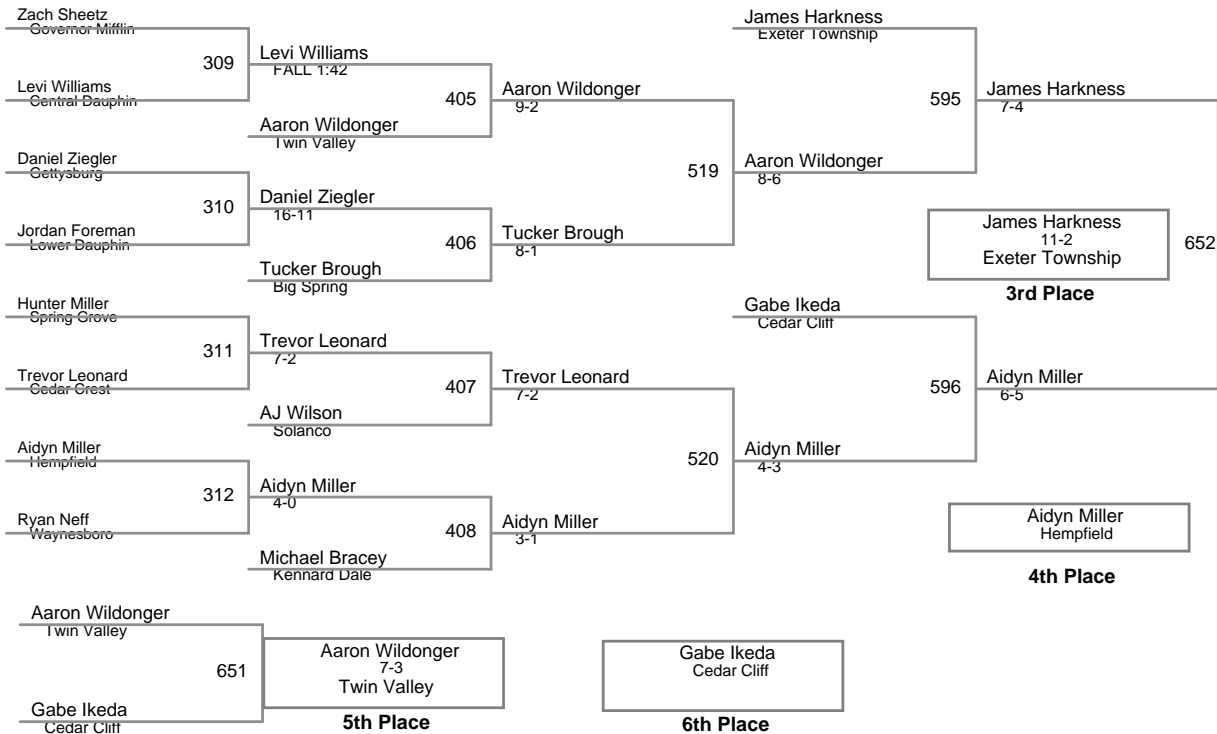 Zach Sheetz
Governor Mifflin
309
Levi Williams
Central Dauphin
Daniel Ziegler
Gettysburg
310
Jordan Foreman
Lower Dauphin
Hunter Miller
Spring Grove
311
Trevor Leonard
Cedar Crest
Aidyn Miller
Hempfield
312
Ryan Neff
Waynesboro
Levi Williams
FALL 1:42
405
Aaron Wildonger
Twin Valley
Daniel Ziegler
16-11
406
Tucker Brough
Big Spring
Trevor Leonard
7-2
407
AJ Wilson
Solanco
Aidyn Miller
4-0
408
Michael Bracey
Kennard Dale
Aaron Wildonger
9-2
519
Tucker Brough
8-1
Trevor Leonard
7-2
520
Aidyn Miller
3-1
James Harkness
Exeter Township
595
Aaron Wildonger
8-6
Gabe Ikeda
Cedar Cliff
596
Aidyn Miller
4-3
James Harkness
7-4
James Harkness
11-2
Exeter Township
652
3rd Place
Aidyn Miller
6-5
Aidyn Miller
Hempfield
4th Place
Aaron Wildonger
Twin Valley
651
Gabe Ikeda
Cedar Cliff
Aaron Wildonger
7-3
Twin Valley
5th Place
Gabe Ikeda
Cedar Cliff
6th Place